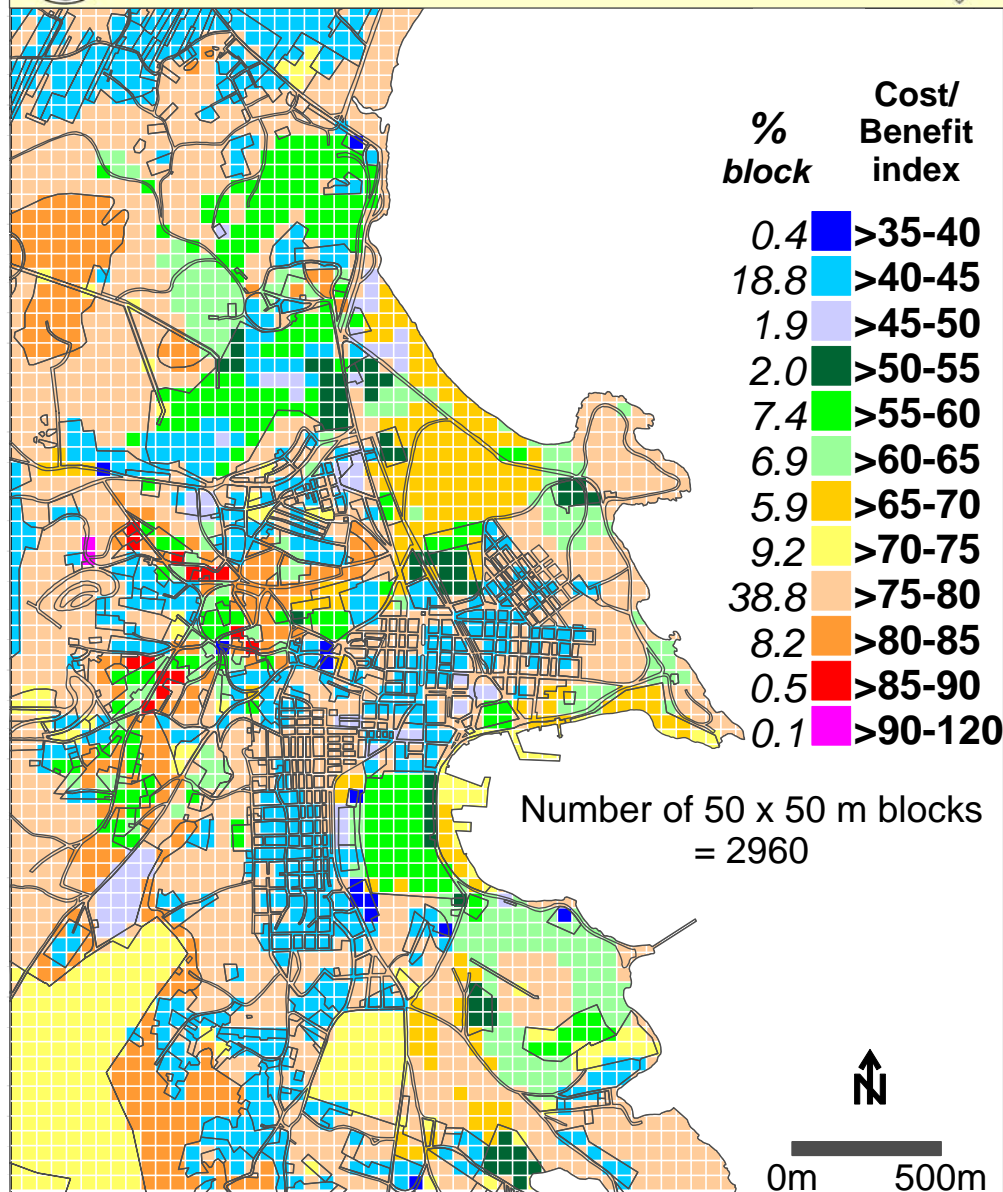 % block
Cost/
Benefit
index
0.4 >35-40
18.8 >40-45
1.9 >45-50
2.0 >50-55
7.4 >55-60
6.9 >60-65
5.9 >65-70
9.2 >70-75
38.8 >75-80
8.2 >80-85
0.5 >85-90
0.1 >90-120
Number of 50 x 50 m blocks
= 2960
N
0m 500m